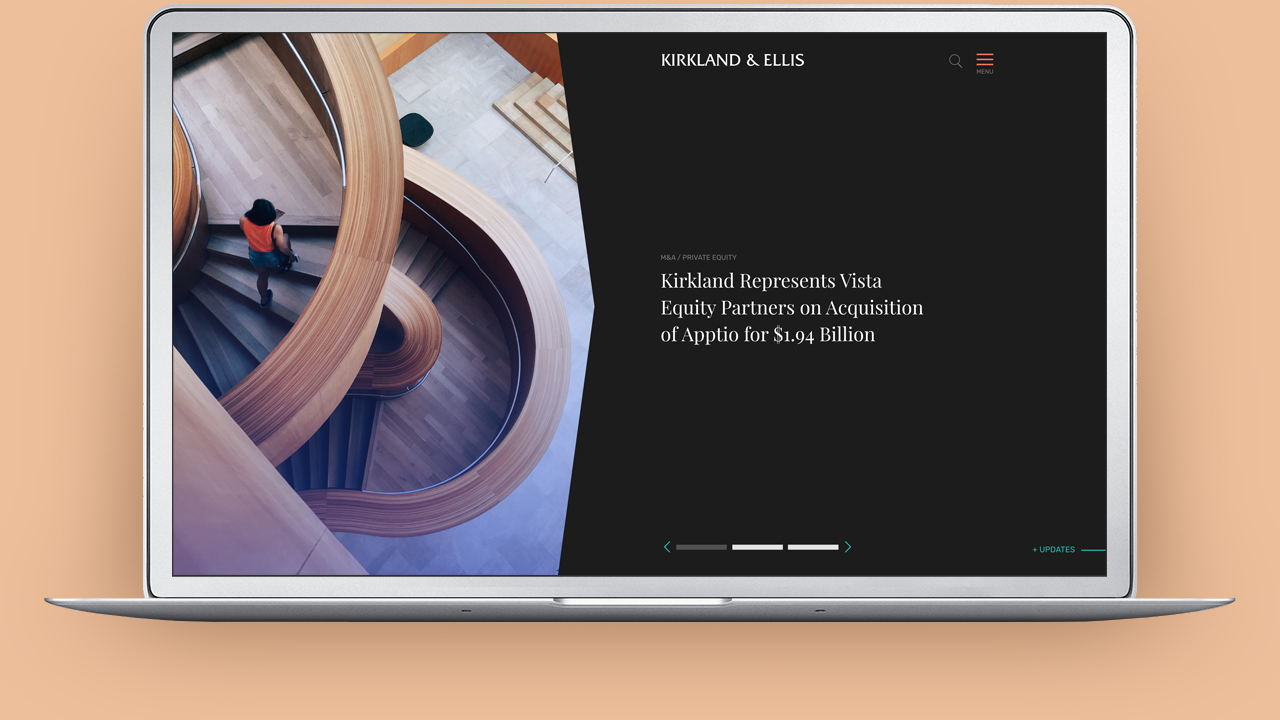 KIRKLAND & ELLIS
MENU
M&A / PRIVATE EQUITY
Kirkland Represents Vista
Equity Partners on Acquisition
of Apptio for $1.94 Billion
+ UPDATES